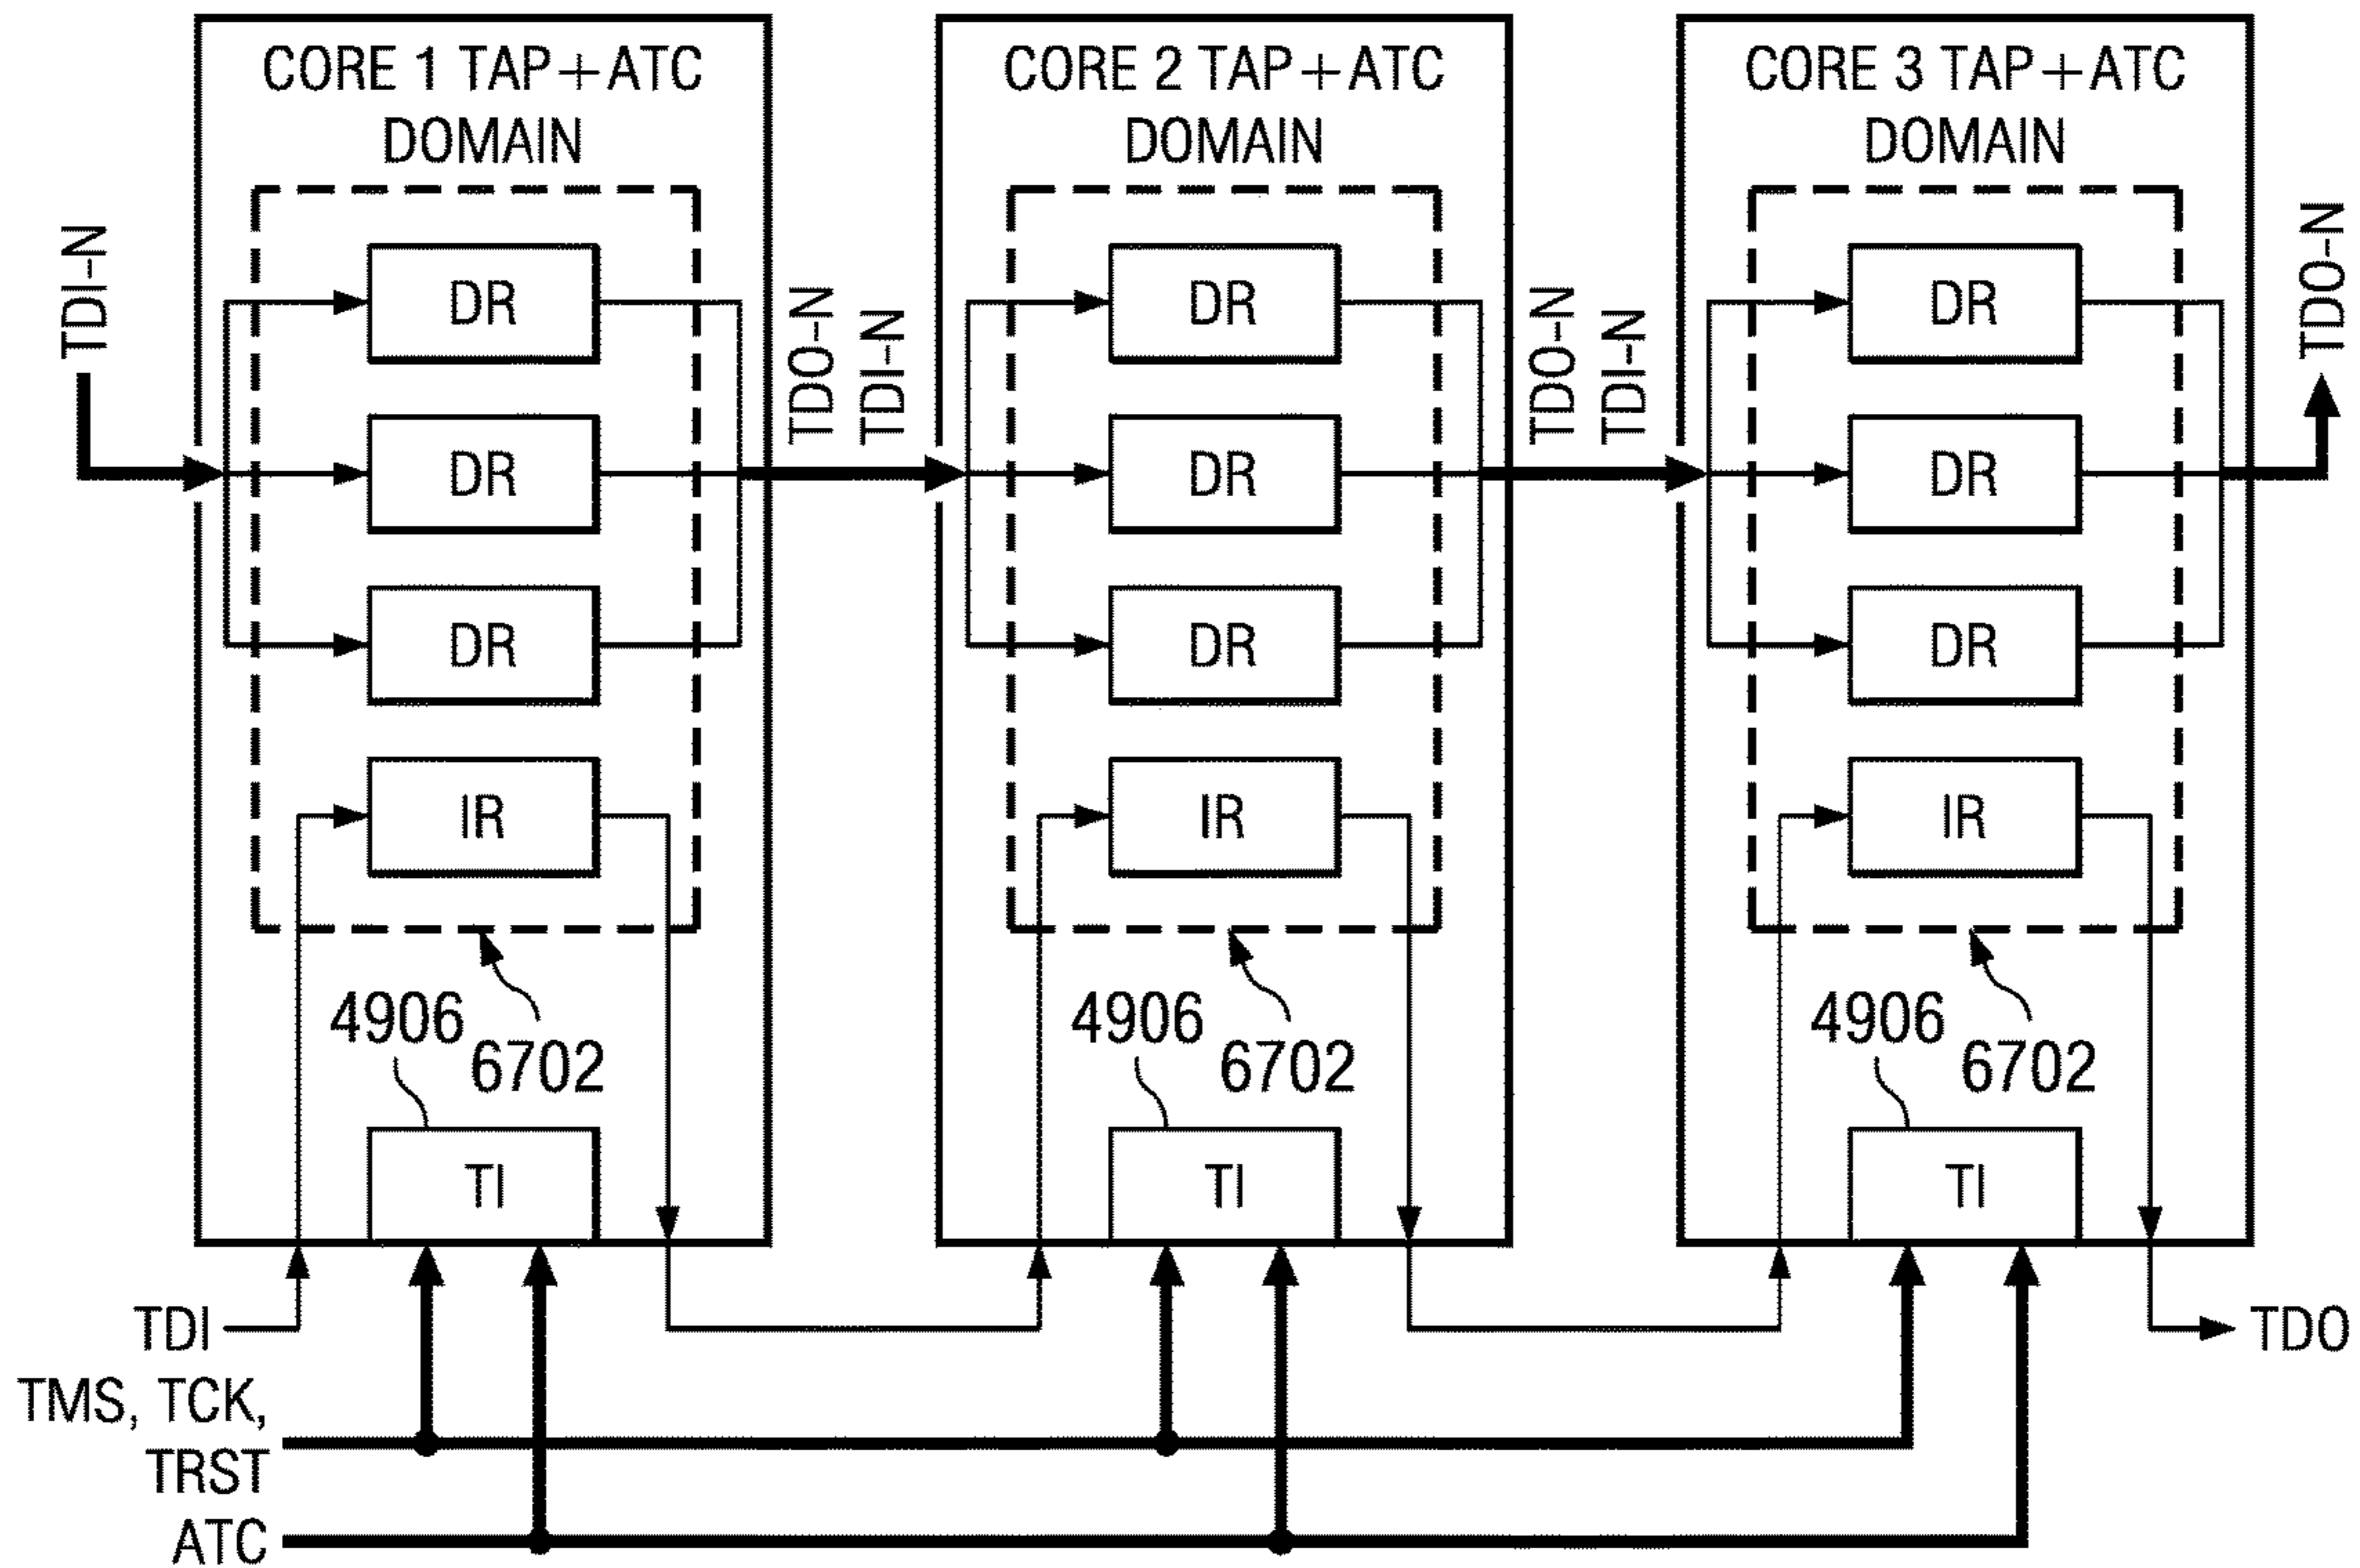 CORE 1 TAP+ATC
DOMAIN
CORE 2 TAP+ATC
DOMAIN
CORE 3 TAP+ATC
DOMAIN
TDI-N
DR
DR
DR
IR
TDO-N
TDI-N
DR
DR
DR
IR
TDO-N
TDI-N
DR
DR
DR
IR
TDO-N
4906
6702
TI
4906
6702
TI
4906
6702
TI
TDI
TDO
TMS, TCK,
TRST
ATC